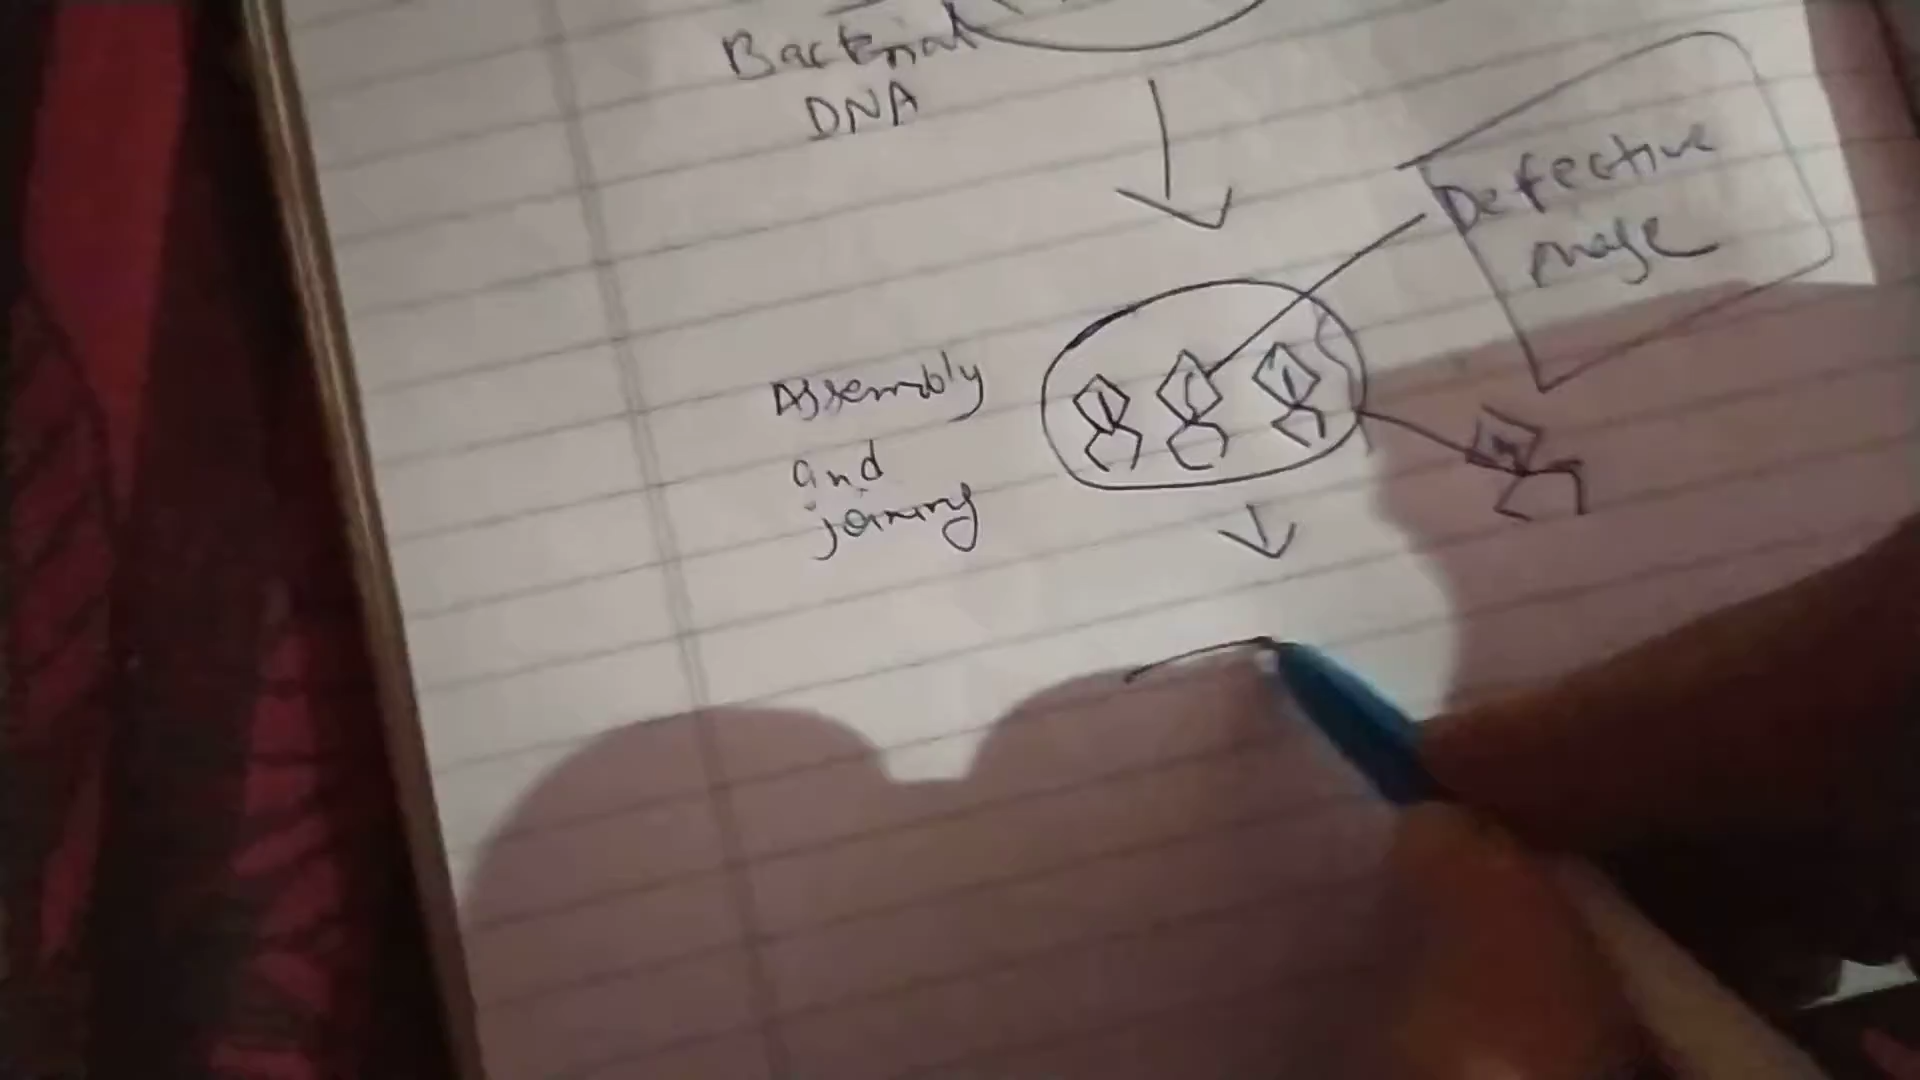 Bacterial
DNA
Defective
phage
Assembly
and
joining